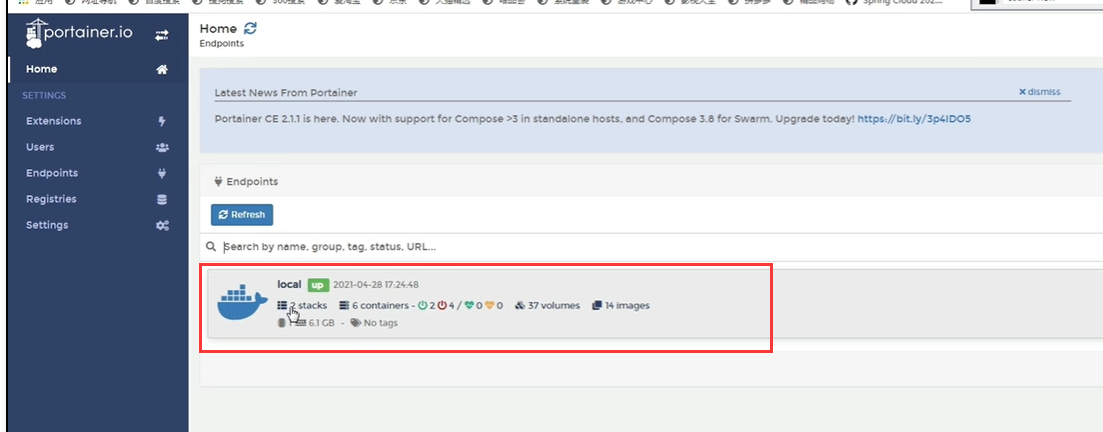 portainer.io
Home
SETTINGS
Extensions
Users
Endpoints
Registries
Settings
Home
Endpoints
Latest News From Portainer
dismiss
Portainer CE 2.1.1 is here. Now with support for Compose >3 in standalone hosts, and Compose 3.8 for Swarm. Upgrade today! https://bit.ly/3p4IDO5
Endpoints
Refresh
Search by name, group, tag, status, URL...
local up 2021-04-28 17:24:48
2 stacks 6 containers - 2 4 / 0 0 37 volumes 14 images
6.1 GB - No tags